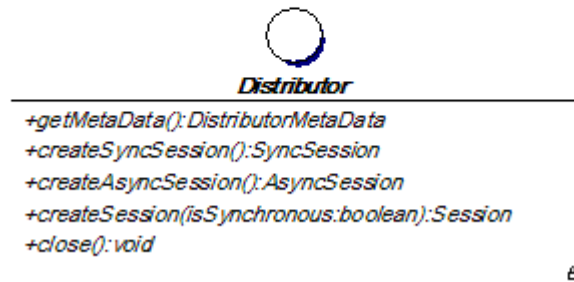 Distributor
+getMetaData():DistributorMetaData
+createSyncSession():SyncSession
+createAsyncSession():AsyncSession
+createSession(isSynchronous:boolean):Session
+close():void